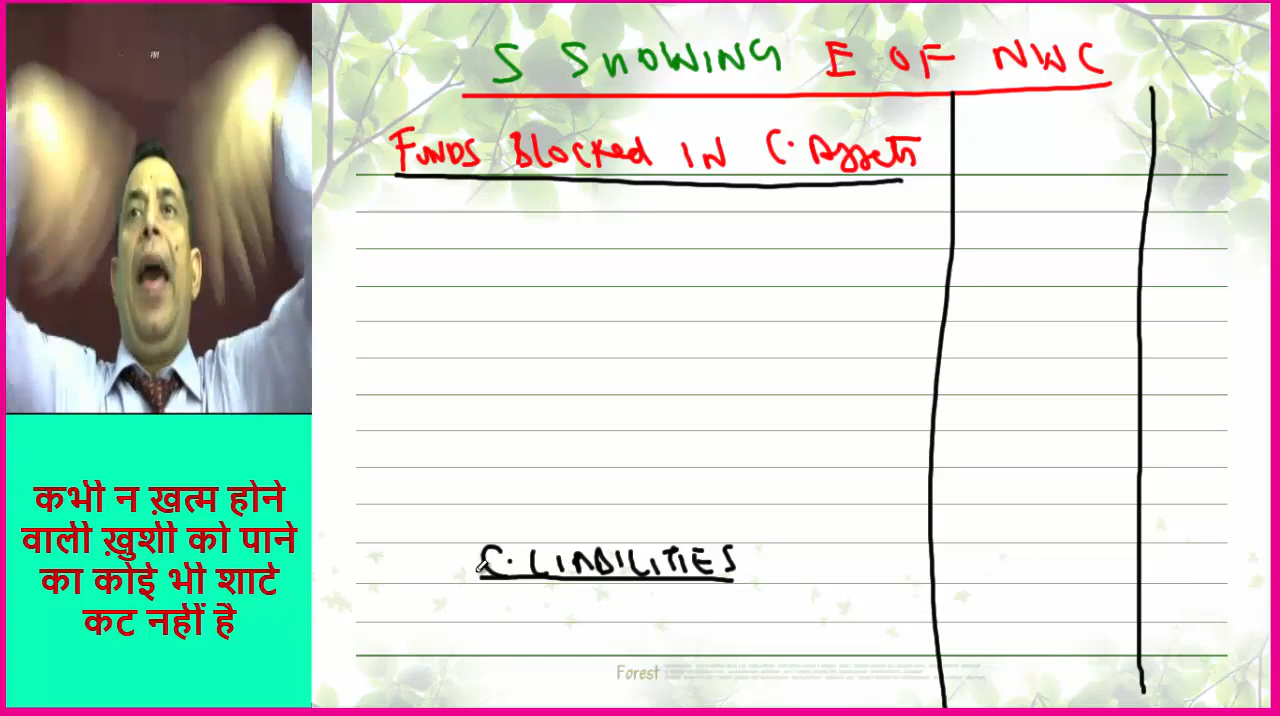 S SHOWING E OF NWC
FUNDS Blocked IN C. Assets
C. LIABILITIES
कभी न ख़त्म होने
वाली ख़ुशी को पाने
का कोई भी शार्ट
कट नहीं है
Forest